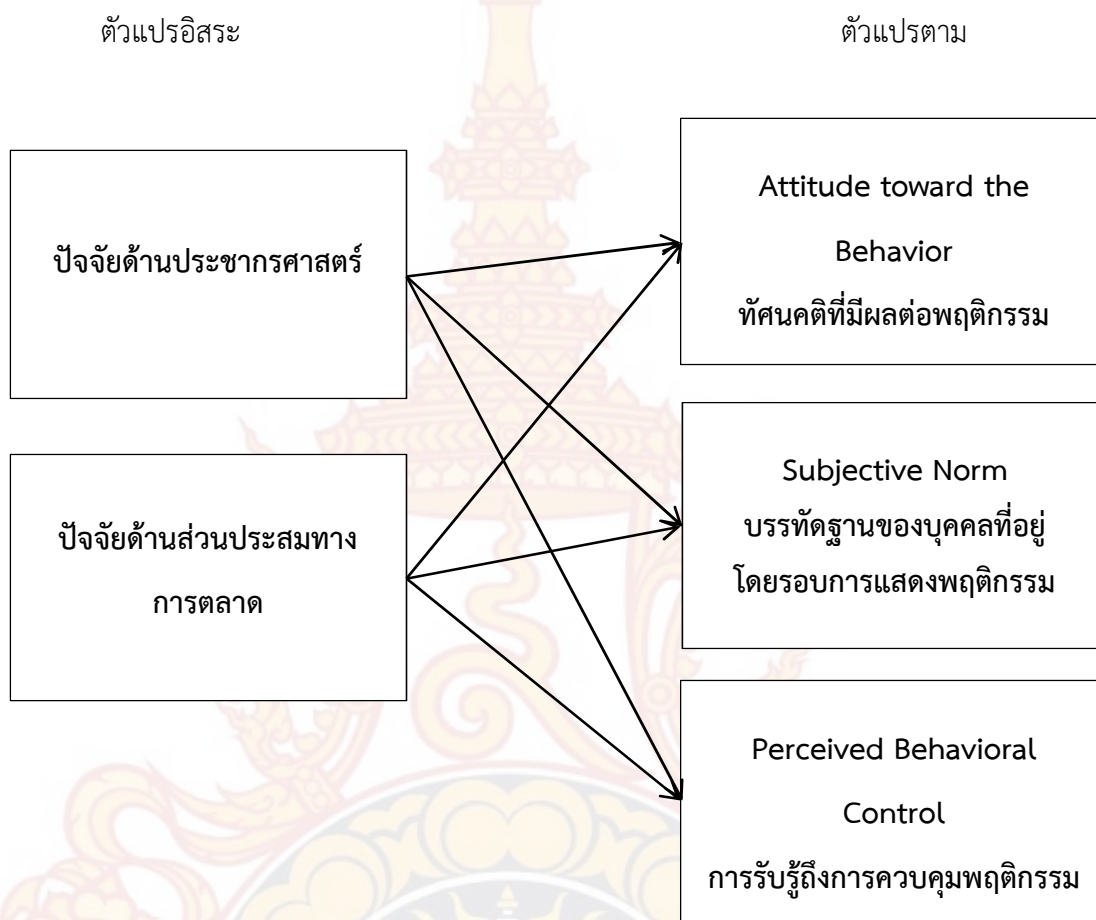 ตัวแปรอิสระ
ตัวแปรตาม
ปัจจัยด้านประชากรศาสตร์
ปัจจัยด้านส่วนประสมทาง
การตลาด
Attitude toward the
Behavior
ทัศนคติที่มีผลต่อพฤติกรรม
Subjective Norm
บรรทัดฐานของบุคคลที่อยู่
โดยรอบการแสดงพฤติกรรม
Perceived Behavioral
Control
การรับรู้ถึงการควบคุมพฤติกรรม